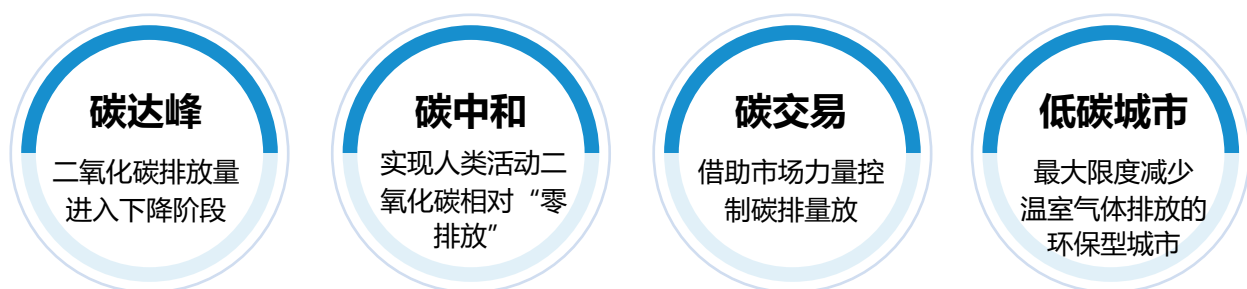 碳达峰
二氧化碳排放量
进入下降阶段
碳中和
实现人类活动二
氧化碳相对“零
排放”
碳交易
借助市场力量控
制碳排量放
低碳城市
最大限度减少
温室气体排放的
环保型城市